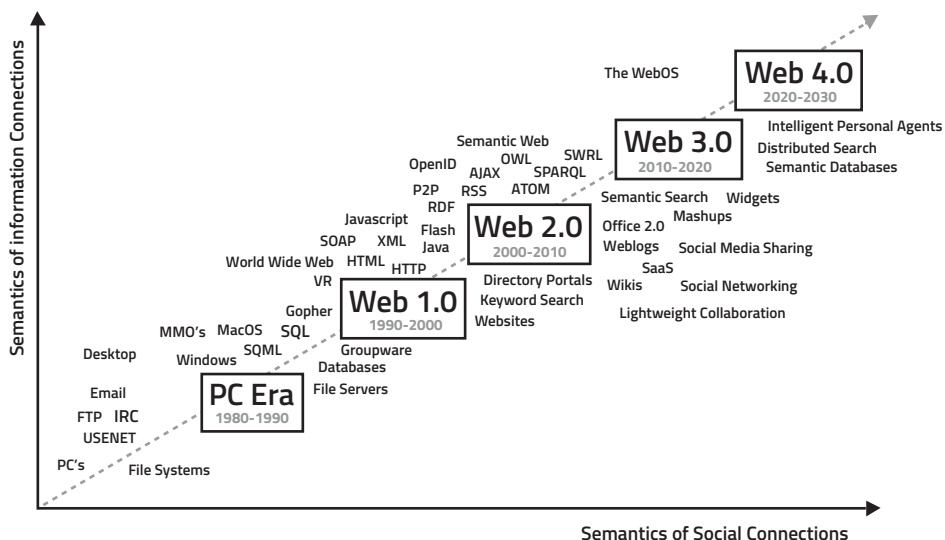 Semantics of information Connections
The WebOS
Web 4.0
2020-2030
Intelligent Personal Agents
Distributed Search
Semantic Databases
Web 3.0
2010-2020
Semantic Web
SWRL
OWL
OpenID
AJAX
SPARQL
P2P
RSS
ATOM
RDF
Semantic Search
Widgets
Mashups
Office 2.0
Weblogs
Social Media Sharing
SaaS
Wikis
Social Networking
Lightweight Collaboration
Web 2.0
2000-2010
Javascript
Flash
SOAP
XML
Java
World Wide Web
HTML
HTTP
VR
Directory Portals
Keyword Search
Websites
Web 1.0
1990-2000
Gopher
MMO's
MacOS
SQL
SQML
Windows
Desktop
Groupware
Databases
File Servers
PC Era
1980-1990
Email
FTP
IRC
USENET
PC's
File Systems
Semantics of Social Connections